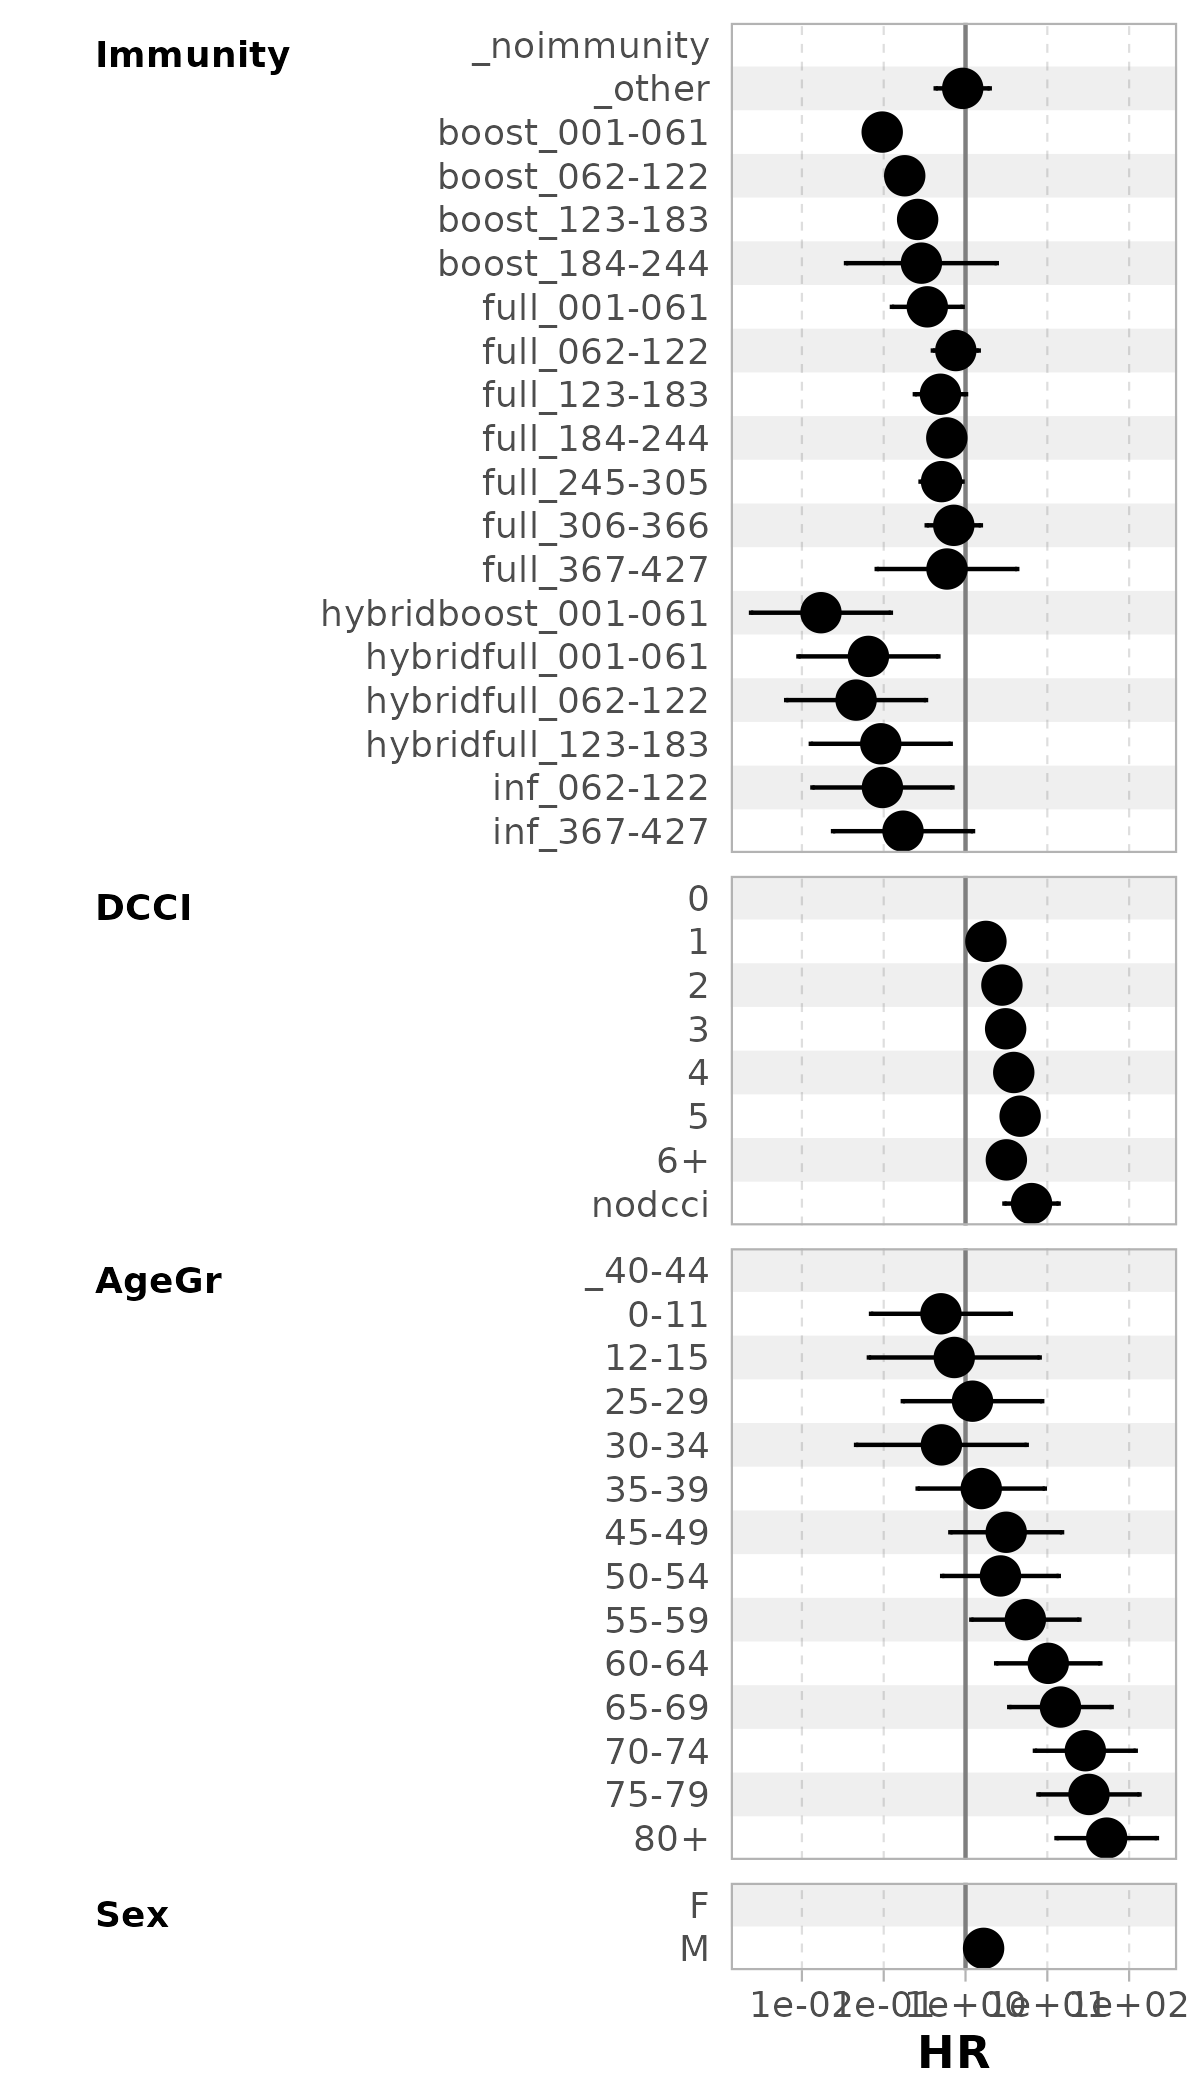 Immunity
_noimmunity
_other
boost_001-061
boost_062-122
boost_123-183
boost_184-244
full_001-061
full_062-122
full_123-183
full_184-244
full_245-305
full_306-366
full_367-427
hybridboost_001-061
hybridfull_001-061
hybridfull_062-122
hybridfull_123-183
inf_062-122
inf_367-427
DCCI
0
1
2
3
4
5
6+
nodcci
AgeGr
_40-44
0-11
12-15
25-29
30-34
35-39
45-49
50-54
55-59
60-64
65-69
70-74
75-79
80+
Sex
F
M
1e-02 1e-01 1e+00 1e+01 1e+02
HR